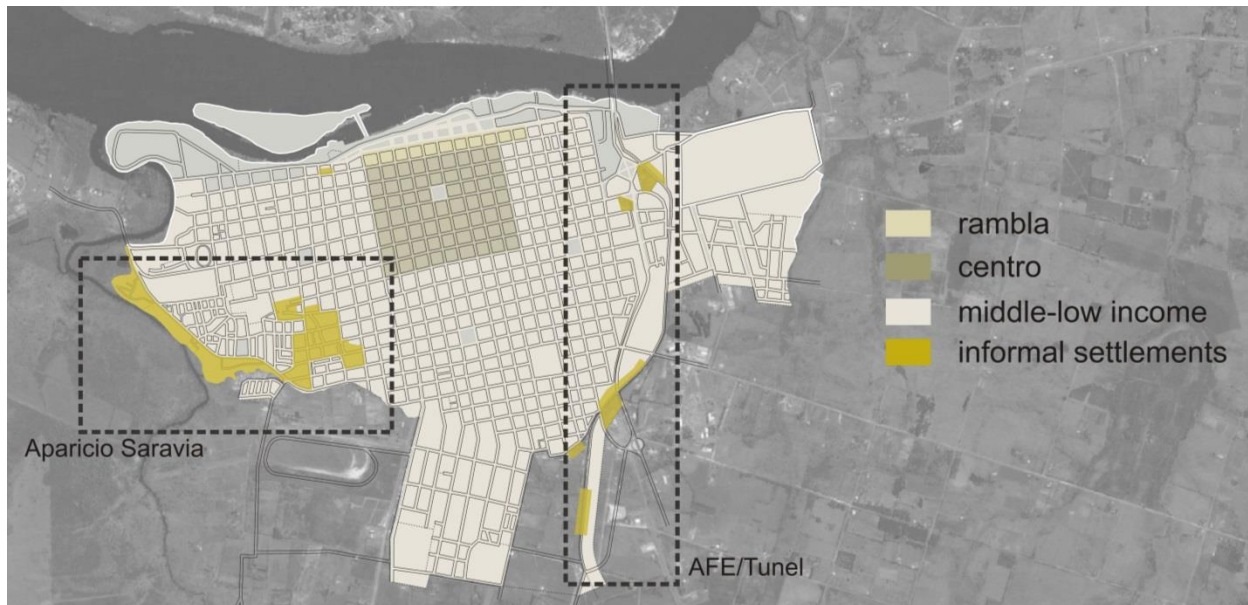 rambla
centro
middle-low income
informal settlements
Aparicio Saravia
AFE/Tunel